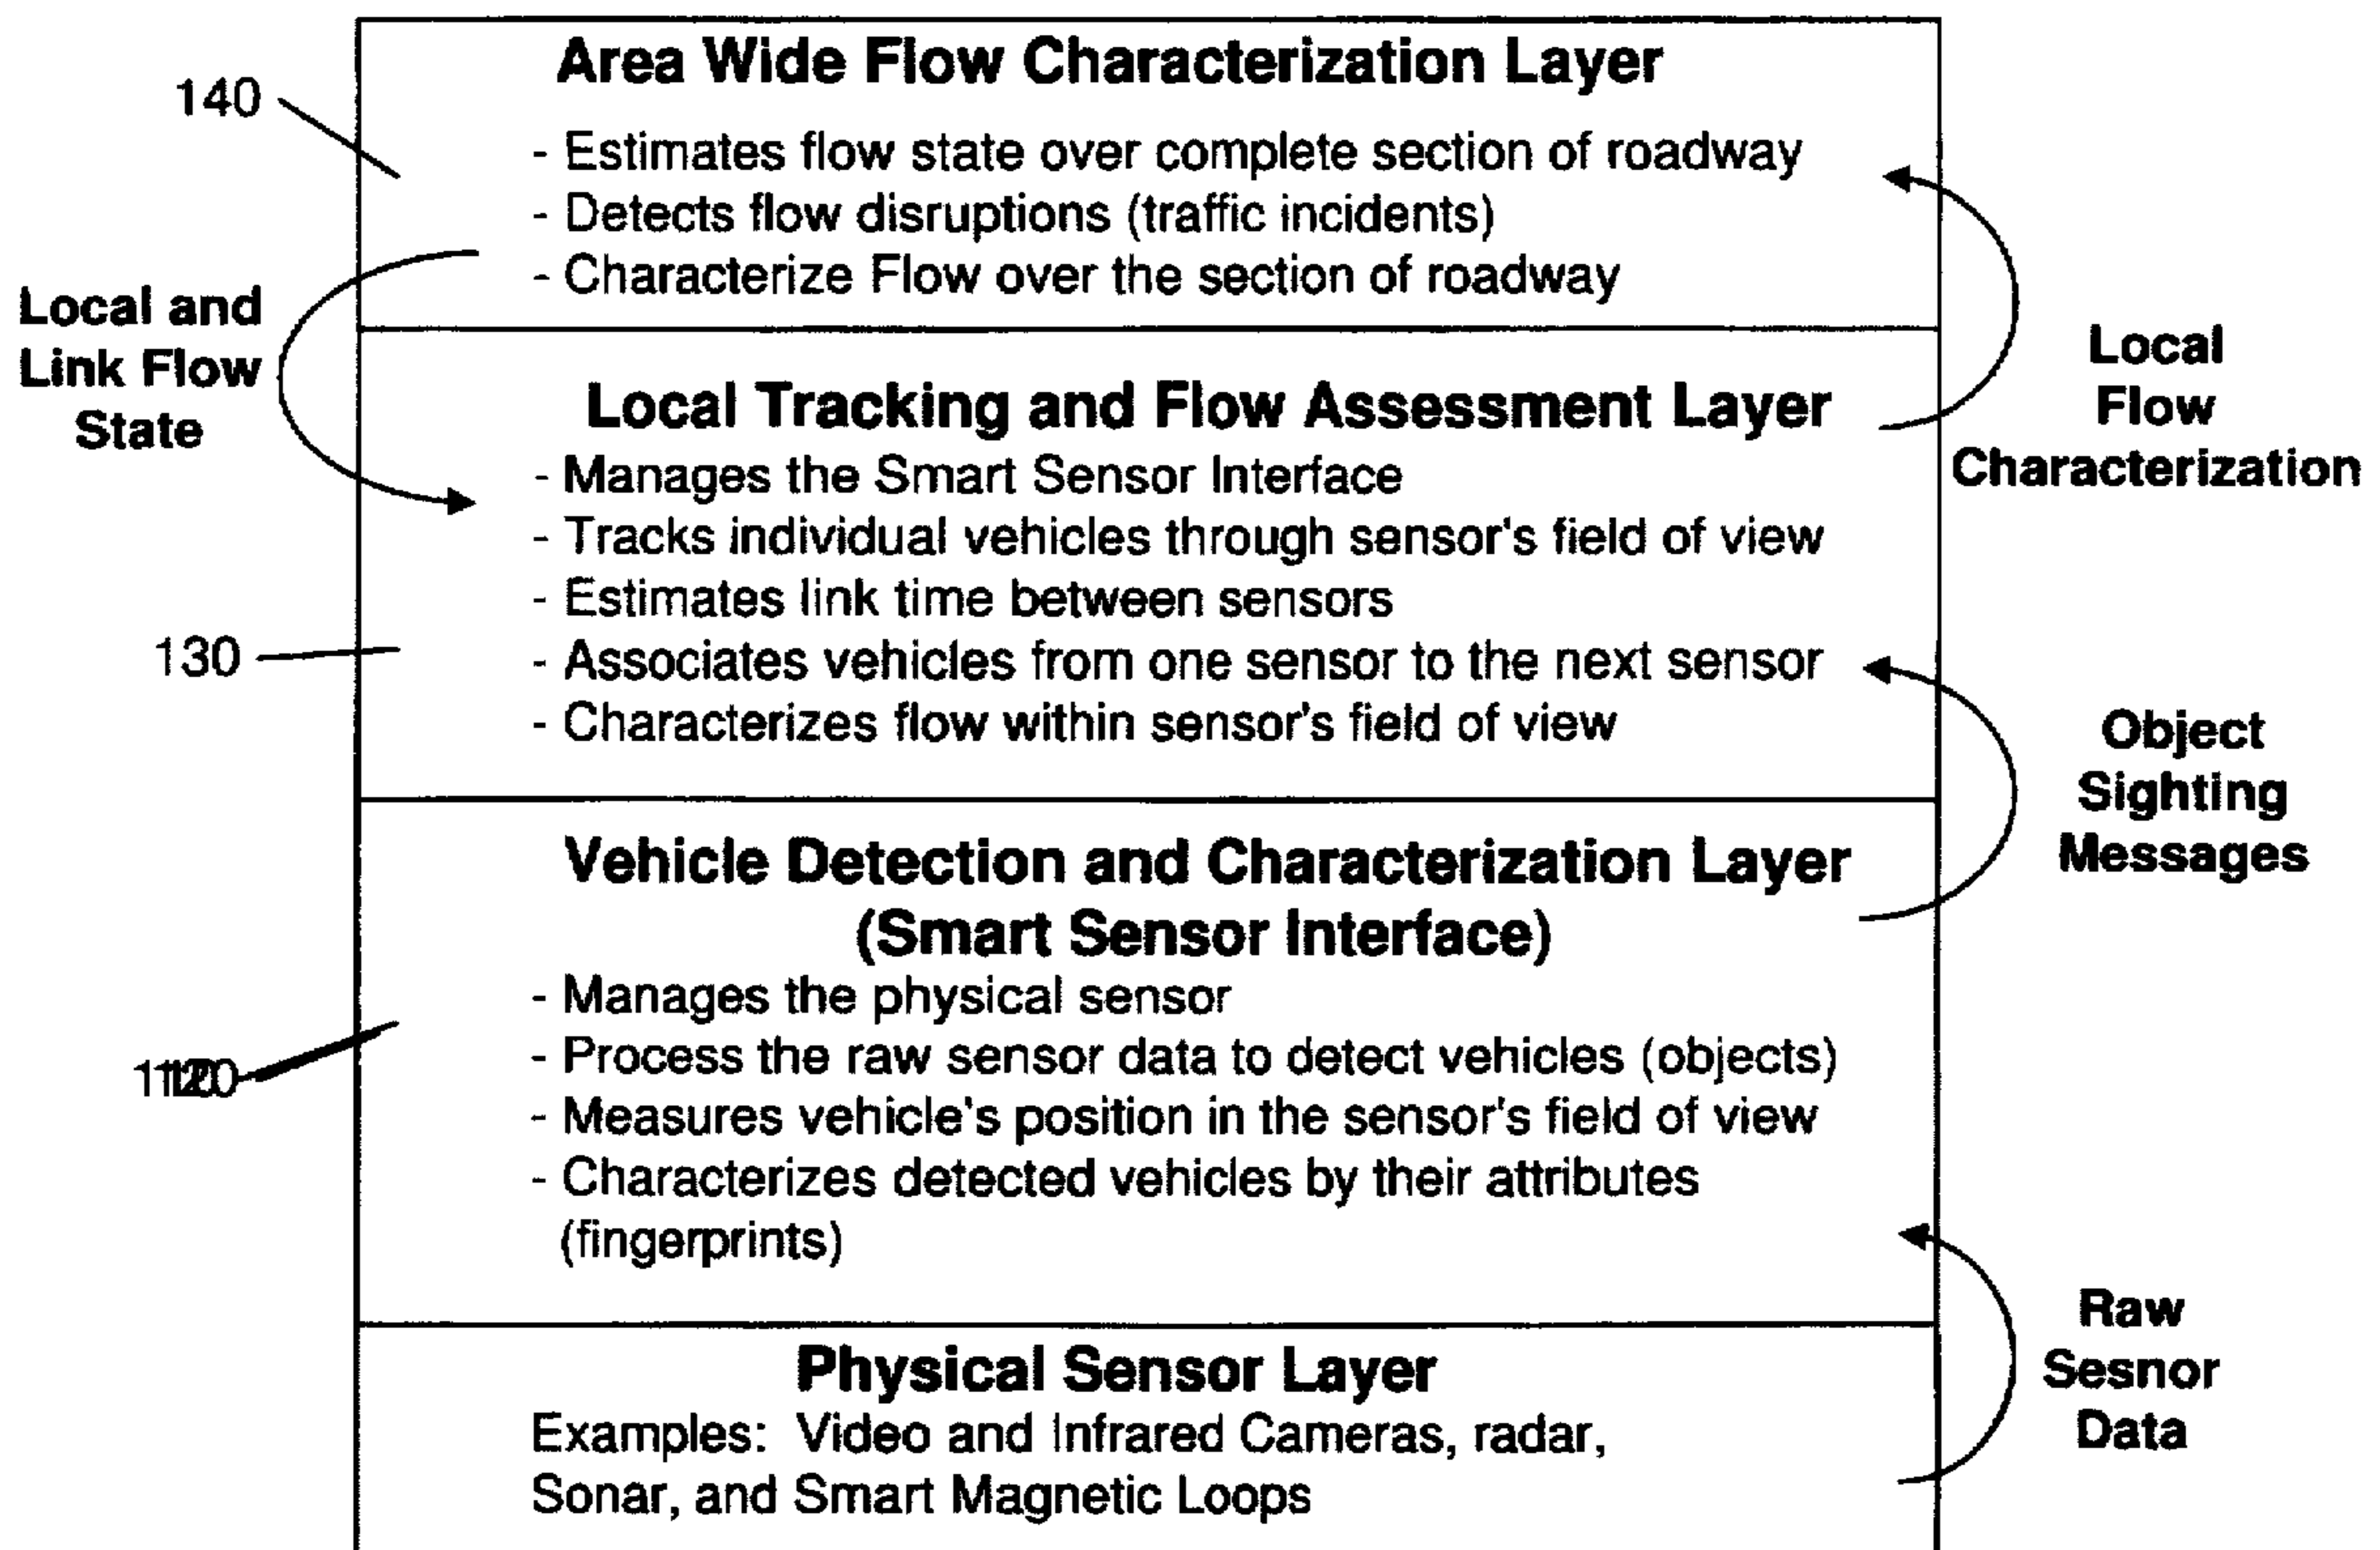 Area Wide Flow Characterization Layer
140
- Estimates flow state over complete section of roadway
- Detects flow disruptions (traffic incidents)
- Characterize Flow over the section of roadway
Local and
Link Flow
State
Local
Flow
Characterization
Local Tracking and Flow Assessment Layer
- Manages the Smart Sensor Interface
- Tracks individual vehicles through sensor's field of view
- Estimates link time between sensors
130
- Associates vehicles from one sensor to the next sensor
- Characterizes flow within sensor's field of view
Object
Sighting
Messages
Vehicle Detection and Characterization Layer
(Smart Sensor Interface)
- Manages the physical sensor
- Process the raw sensor data to detect vehicles (objects)
- Measures vehicle's position in the sensor's field of view
- Characterizes detected vehicles by their attributes
(fingerprints)
Raw
Sesnor
Data
Physical Sensor Layer
Examples: Video and Infrared Cameras, radar,
Sonar, and Smart Magnetic Loops